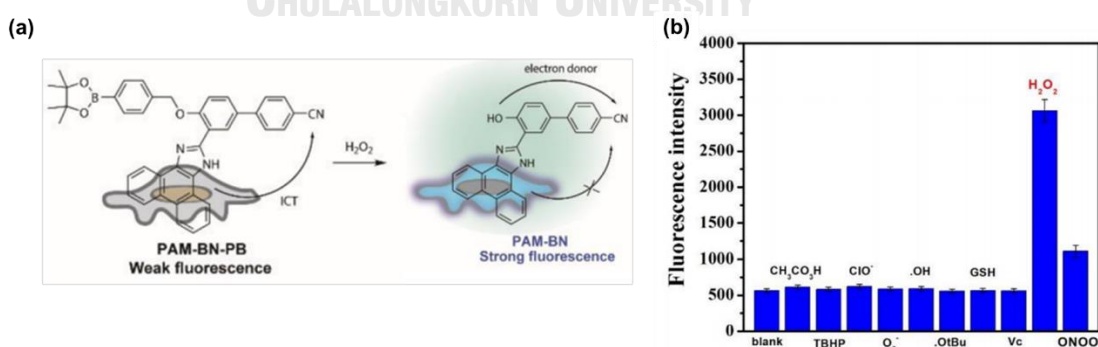 CHULALONGKORN UNIVERSITY
(a)
(b)
electron donor
O
B
O
O
CN
HO
CN
N
NH
H₂O₂
N
NH
ICT
PAM-BN-PB
Weak fluorescence
PAM-BN
Strong fluorescence
Fluorescence intensity
4000
3500
3000
2500
2000
1500
1000
500
0
CH₃CO₃H
ClO⁻
.OH
GSH
H₂O₂
blank
TBHP
O₂⁻
.OtBu
Vc
ONOO